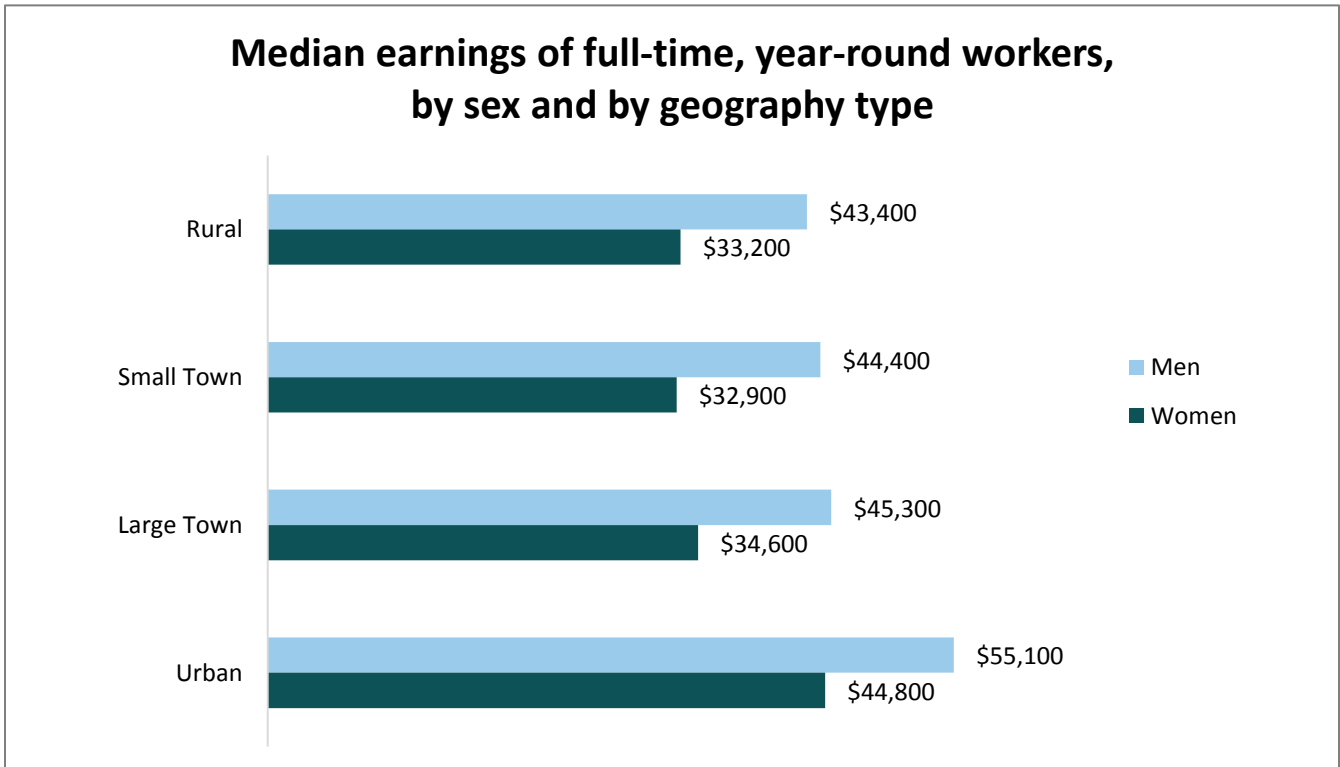 Median earnings of full-time, year-round workers,
by sex and by geography type
Rural
$43,400
$33,200
Small Town
$44,400
$32,900
Large Town
$45,300
$34,600
Urban
$55,100
$44,800
Men
Women